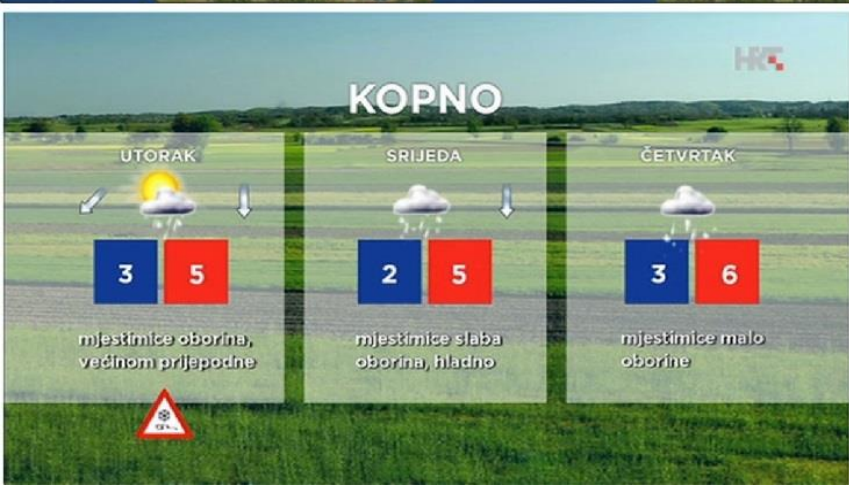 HRT
KOPNO
UTORAK
SRIJEDA
ČETVRTAK
3 5
2 5
3 6
mjestimice oborina,
većinom prijepodne
mjestimice slaba
oborina, hladno
mjestimice malo
oborine